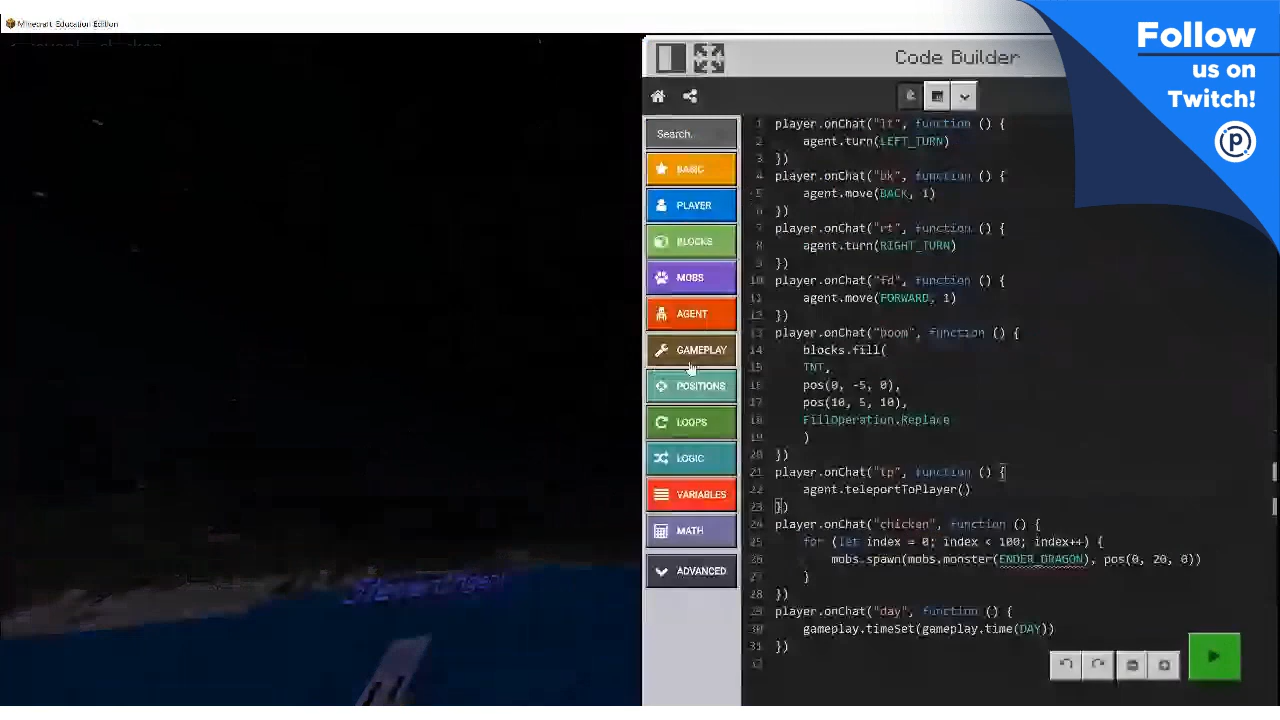 Minecraft Education Edition
Code Builder
Follow
us on
Twitch!
Search.
BASIC
PLAYER
BLOCKS
MOBS
AGENT
GAMEPLAY
POSITIONS
LOOPS
LOGIC
VARIABLES
MATH
ADVANCED
1 player.onChat("lt", function () {
2 agent.turn(LEFT_TURN)
3 })
4 player.onChat("bk", function () {
5 agent.move(BACK, 1)
6 })
7 player.onChat("rt", function () {
8 agent.turn(RIGHT_TURN)
9 })
10 player.onChat("fd", function () {
11 agent.move(FORWARD, 1)
12 })
13 player.onChat("boom", function () {
14 blocks.fill(
15 TNT,
16 pos(0, -5, 0),
17 pos(10, 5, 10),
18 FillOperation.Replace
19 )
20 })
21 player.onChat("tp", function () {
22 agent.teleportToPlayer()
23 })
24 player.onChat("chicken", function () {
25 for (let index = 0; index < 100; index++) {
26 mobs.spawn(mobs.monster(ENDER_DRAGON), pos(0, 20, 0))
27 }
28 })
29 player.onChat("day", function () {
30 gameplay.timeSet(gameplay.time(DAY))
31 })
32